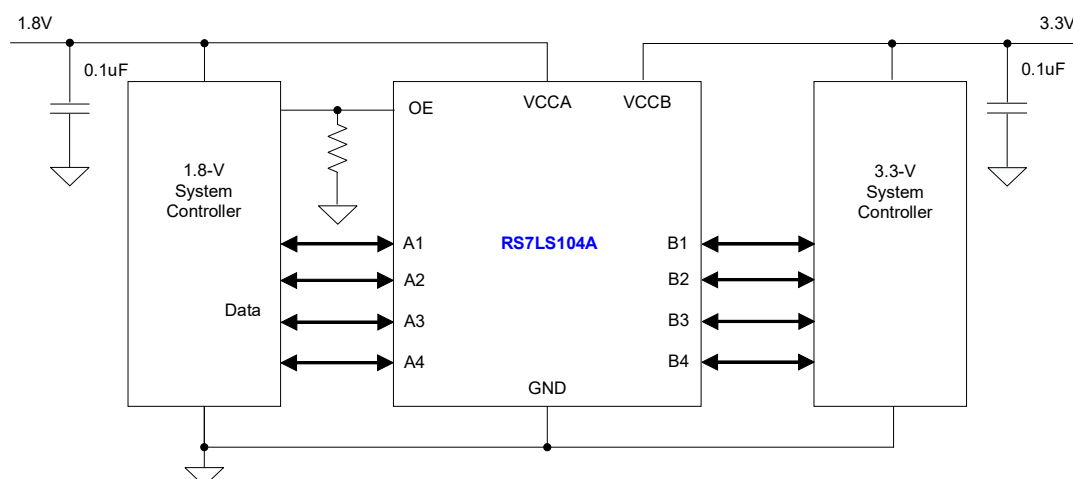 1.8V
3.3V
0.1uF
0.1uF
OE
VCCA
VCCB
1.8-V
System
Controller
3.3-V
System
Controller
A1
RS7LS104A
B1
A2
B2
Data
A3
B3
A4
B4
GND